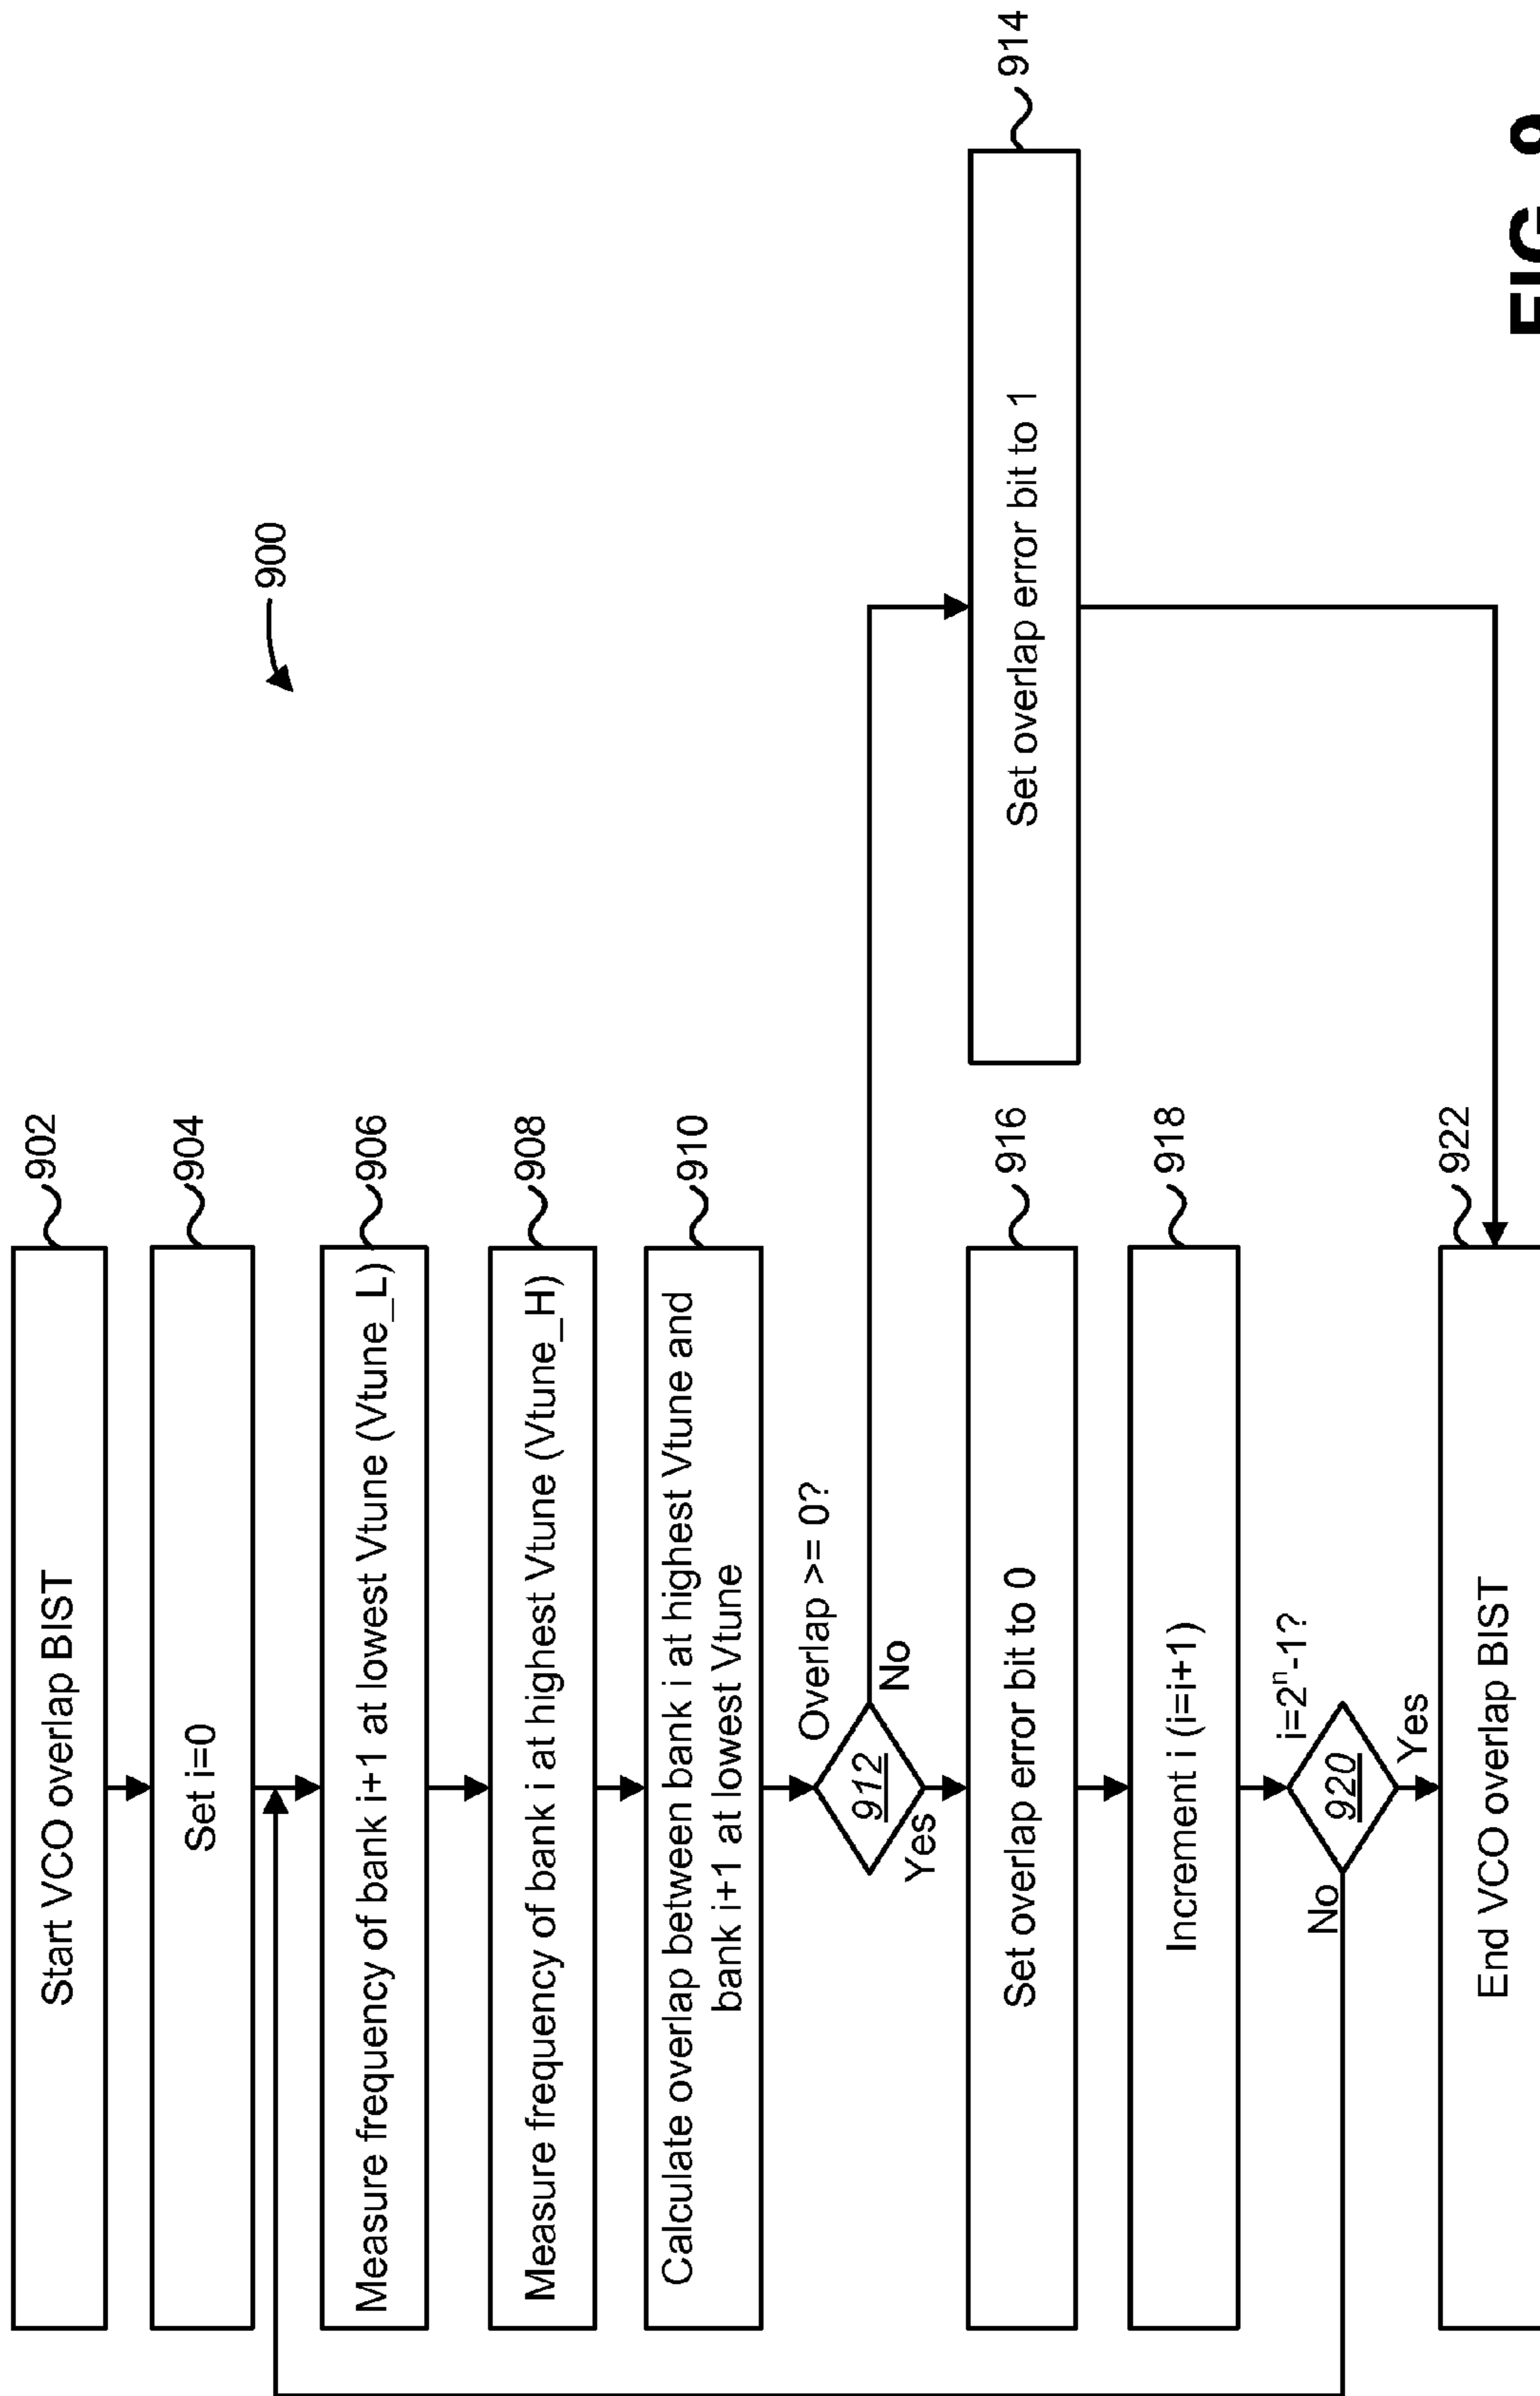 900
Start VCO overlap BIST
902
Set i=0
904
Measure frequency of bank i+1 at lowest Vtune (Vtune_L)
906
Measure frequency of bank i at highest Vtune (Vtune_H)
908
Calculate overlap between bank i at highest Vtune and
bank i+1 at lowest Vtune
910
Overlap >= 0?
912
No
Yes
Set overlap error bit to 1
914
Set overlap error bit to 0
916
Increment i (i=i+1)
918
i=2ⁿ-1?
920
No
Yes
End VCO overlap BIST
922
FIG. 9